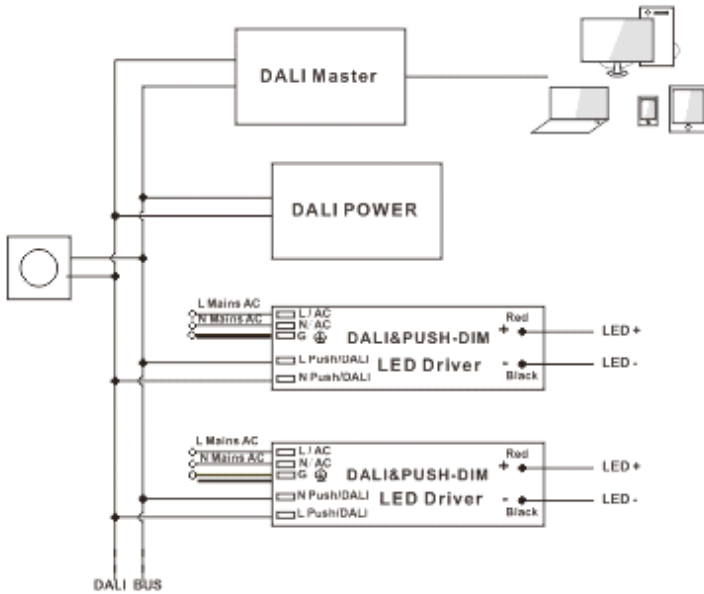 DALI Master
DALI POWER
L Mains AC
N Mains AC
L/ AC
N/ AC
G
L Push/DALI
N Push/DALI
DALI&PUSH-DIM
LED Driver
Red
+
-
Black
LED +
LED -
L Mains AC
N Mains AC
L/ AC
N/ AC
G
N Push/DALI
L Push/DALI
DALI&PUSH-DIM
LED Driver
Red
+
-
Black
LED +
LED -
DALI BUS